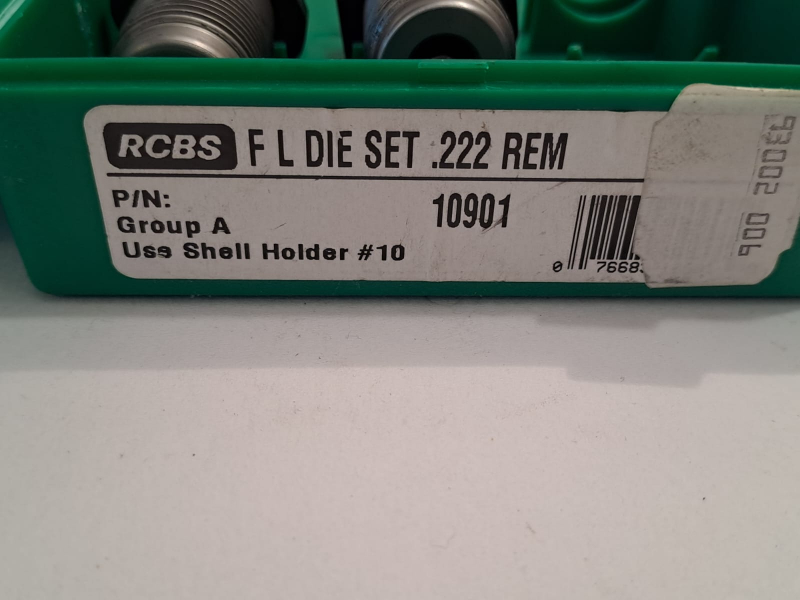 RCBS F L DIE SET .222 REM
P/N: 10901
Group A
Use Shell Holder #10
0 7668
93002 006